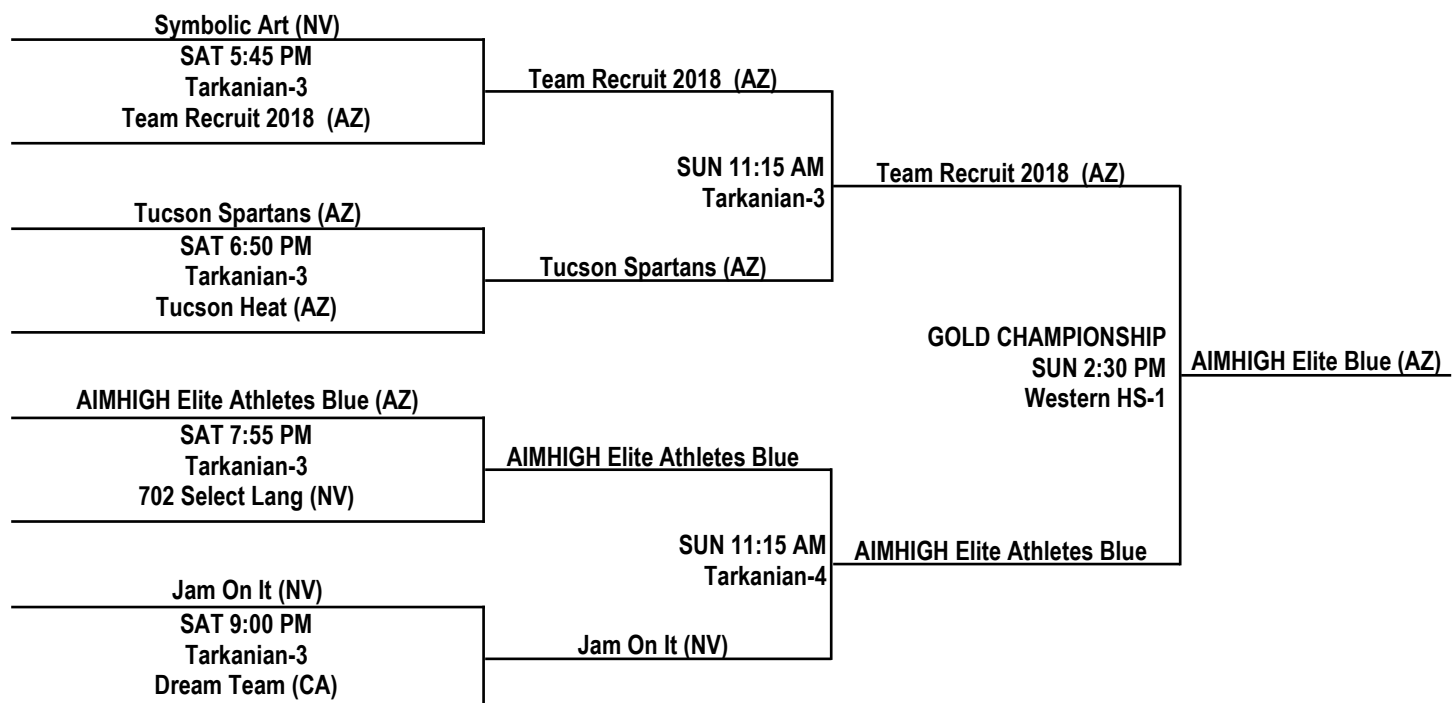 Symbolic Art (NV)
SAT 5:45 PM
Tarkanian-3
Team Recruit 2018 (AZ)
Team Recruit 2018 (AZ)
Tucson Spartans (AZ)
SAT 6:50 PM
Tarkanian-3
Tucson Heat (AZ)
SUN 11:15 AM
Tarkanian-3
Tucson Spartans (AZ)
Team Recruit 2018 (AZ)
AIMHIGH Elite Athletes Blue (AZ)
SAT 7:55 PM
Tarkanian-3
702 Select Lang (NV)
AIMHIGH Elite Athletes Blue
Jam On It (NV)
SAT 9:00 PM
Tarkanian-3
Dream Team (CA)
SUN 11:15 AM
Tarkanian-4
Jam On It (NV)
AIMHIGH Elite Athletes Blue
GOLD CHAMPIONSHIP
SUN 2:30 PM
Western HS-1
AIMHIGH Elite Blue (AZ)